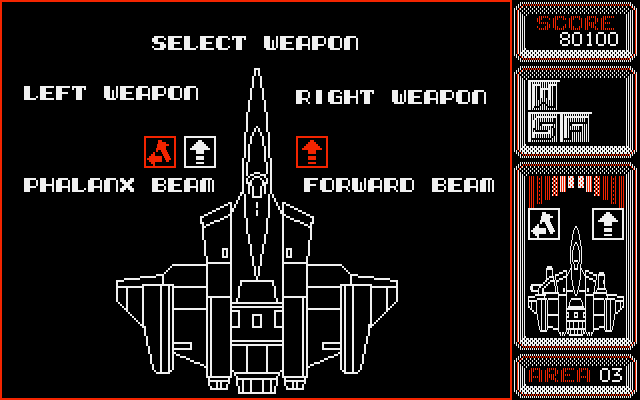 SELECT WEAPON
LEFT WEAPON
RIGHT WEAPON
PHALANX BEAM
FORWARD BEAM
SCORE
80100
AREA 03